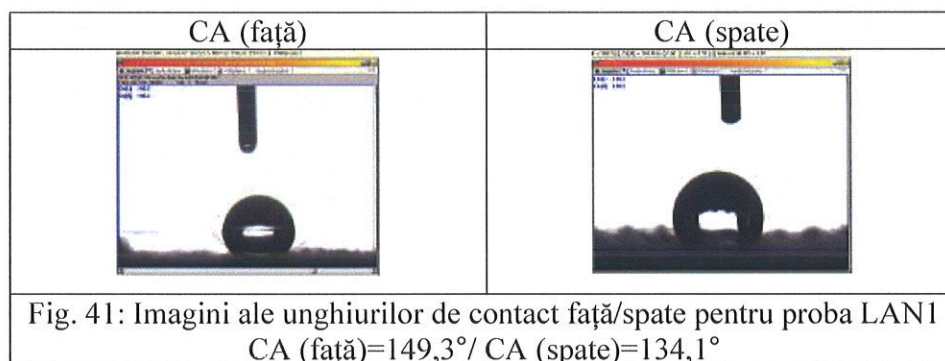 CA (față)
CA (spate)
Fig. 41: Imagini ale unghiurilor de contact față/spate pentru proba LAN1
CA (față)=149,3°/ CA (spate)=134,1°